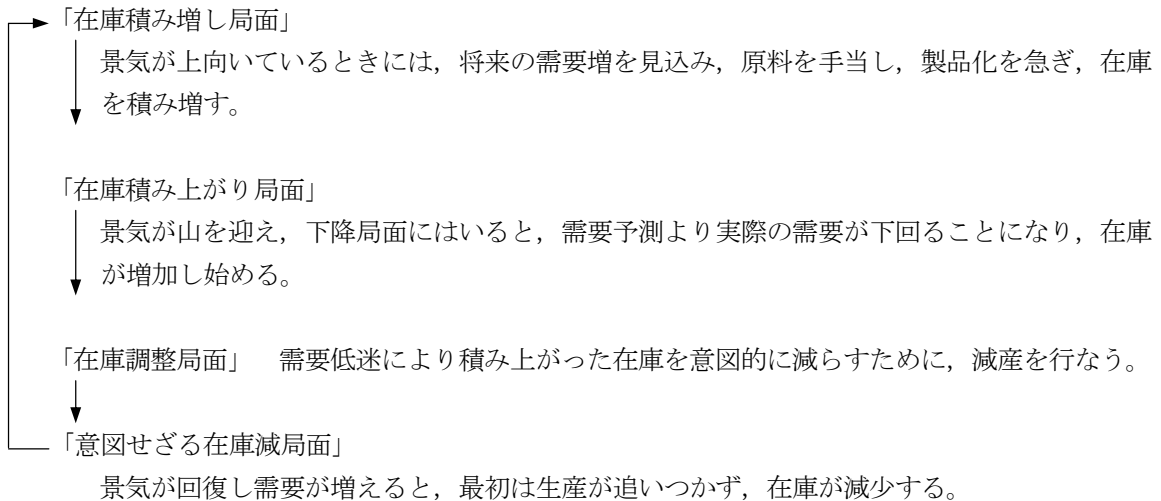 「在庫積み増し局面」
景気が上向いているときには，将来の需要増を見込み，原料を手当し，製品化を急ぎ，在庫
を積み増す。
「在庫積み上がり局面」
景気が山を迎え，下降局面にはいると，需要予測より実際の需要が下回ることになり，在庫
が増加し始める。
「在庫調整局面」　需要低迷により積み上がった在庫を意図的に減らすために，減産を行なう。
「意図せざる在庫減局面」
景気が回復し需要が増えると，最初は生産が追いつかず，在庫が減少する。